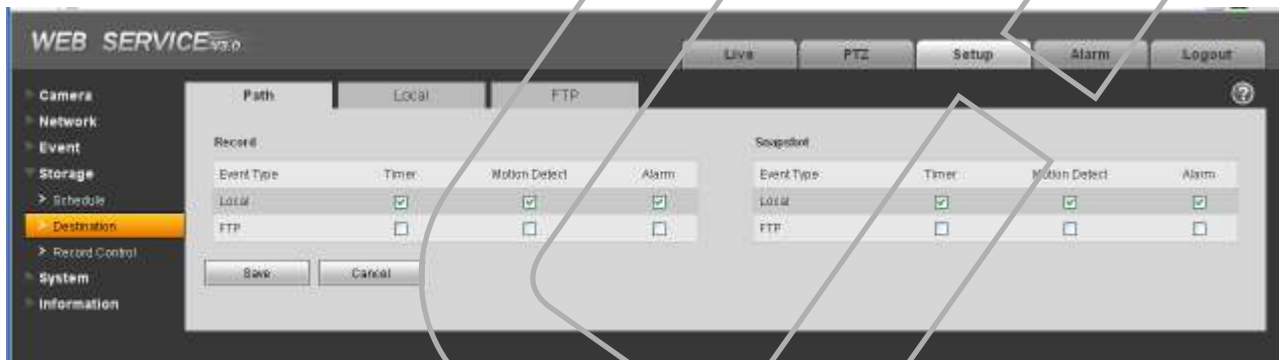 WEB SERVICE V3.0
Live PTZ Setup Alarm Logout
Camera
Network
Event
Storage
> Schedule
> Destination
> Record Control
System
Information
Path Local FTP
?
Record
Event Type Timer Motion Detect Alarm
Local
FTP
Save Cancel
Snapshot
Event Type Timer Motion Detect Alarm
Local
FTP